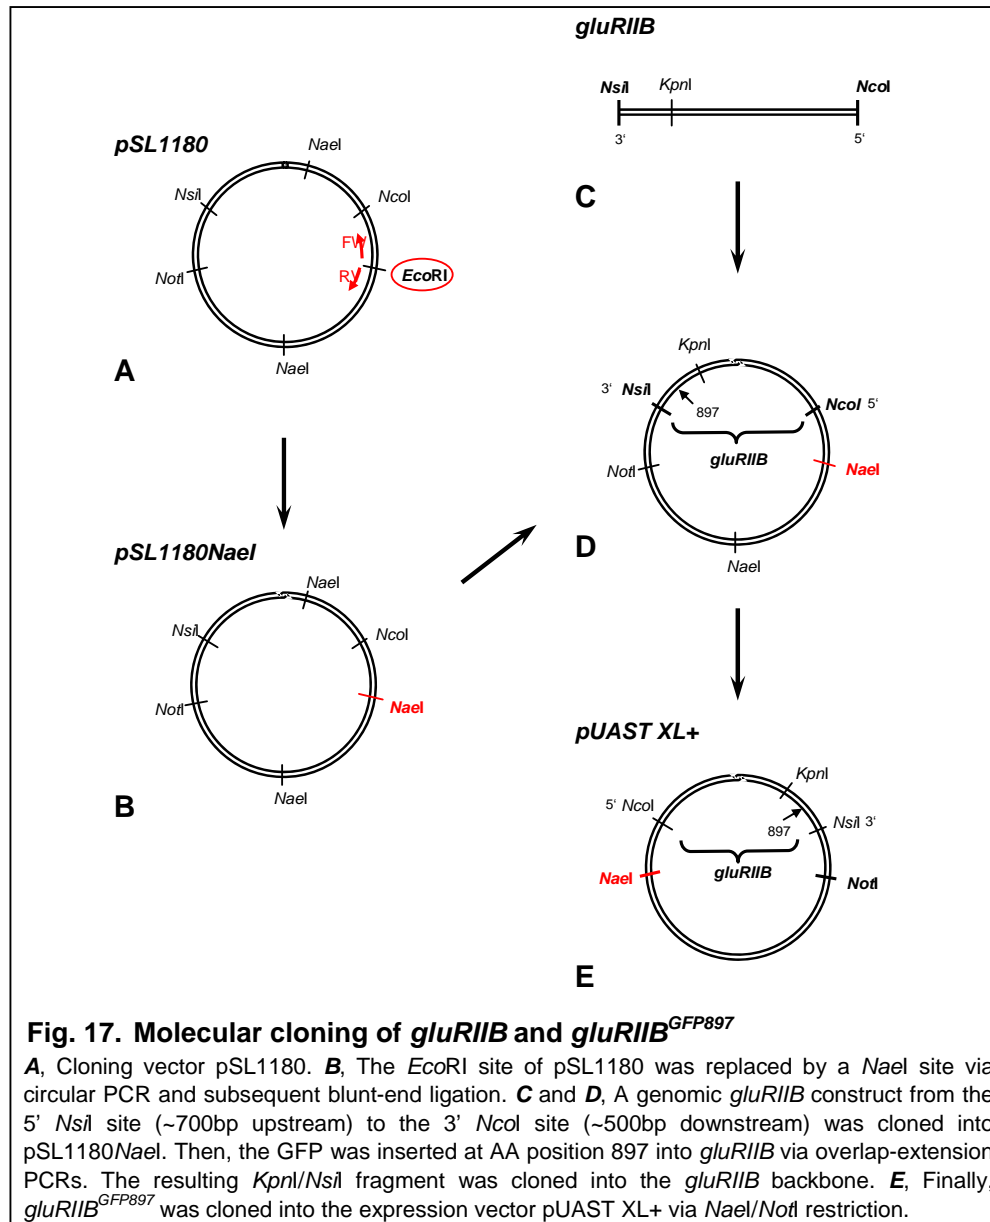 gluRIIB
NsiI
KpnI
NcoI
3‘
5‘
C
pSL1180
NaeI
NcoI
NsiI
FW
RV
EcoRI
NotI
NaeI
A
KpnI
3‘ NsiI
NcoI 5‘
897
gluRIIB
NotI
NaeI
NaeI
D
pSL1180NaeI
NaeI
NcoI
NsiI
NotI
NaeI
NaeI
B
pUAST XL+
KpnI
5‘ NcoI
897
NsiI 3‘
gluRIIB
NaeI
NotI
E
Fig. 17. Molecular cloning of gluRIIB and gluRIIB^GFP897
A, Cloning vector pSL1180. B, The EcoRI site of pSL1180 was replaced by a NaeI site via
circular PCR and subsequent blunt-end ligation. C and D, A genomic gluRIIB construct from the
5’ NsiI site (~700bp upstream) to the 3’ NcoI site (~500bp downstream) was cloned into
pSL1180NaeI. Then, the GFP was inserted at AA position 897 into gluRIIB via overlap-extension
PCRs. The resulting KpnI/NsiI fragment was cloned into the gluRIIB backbone. E, Finally,
gluRIIB^GFP897 was cloned into the expression vector pUAST XL+ via NaeI/NotI restriction.